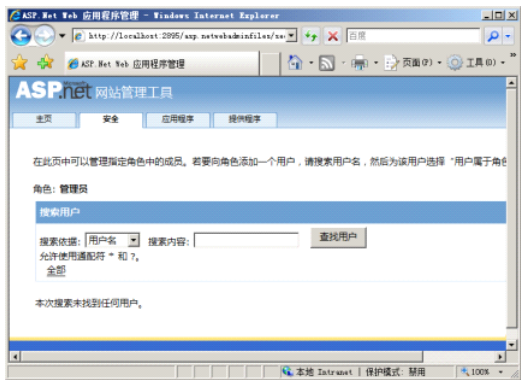 ASP.Net Web 应用程序管理 - Windows Internet Explorer
http://localhost:2895/asp.netwebadminfiles/se
百度
ASP.Net Web 应用程序管理
页面(P)
工具(O)
Microsoft
ASP.net 网站管理工具
主页 安全 应用程序 提供程序
在此页中可以管理指定角色中的成员。若要向角色添加一个用户，请搜索用户名，然后为该用户选择“用户属于角色
角色: 管理员
搜索用户
搜索依据: 用户名 搜索内容: 查找用户
允许使用通配符 * 和 ?。
全部
本次搜索未找到任何用户。
本地 Intranet | 保护模式: 禁用 100%